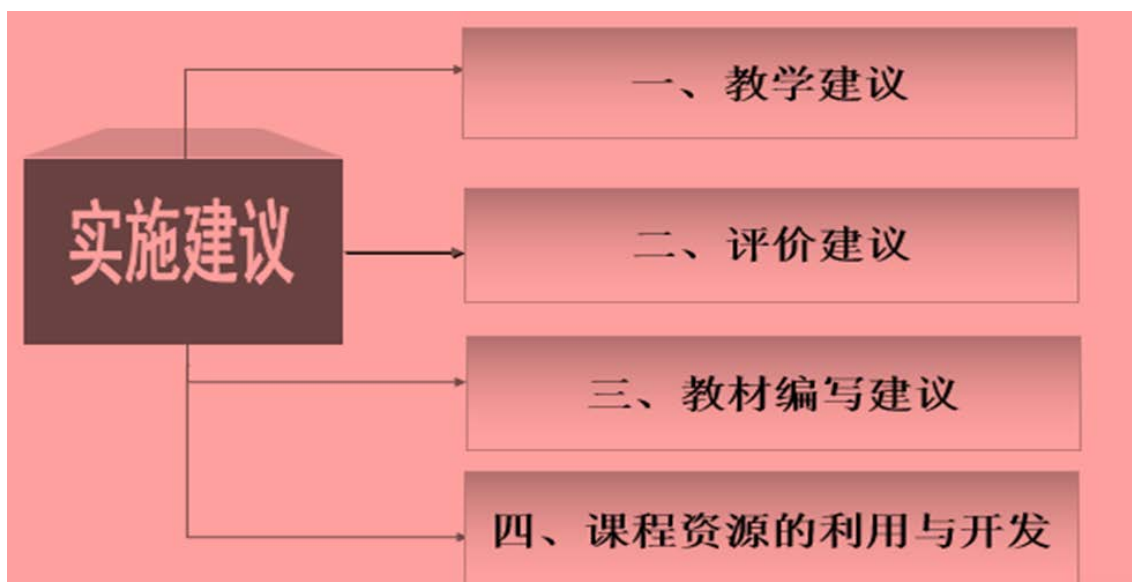 实施建议
一、教学建议
二、评价建议
三、教材编写建议
四、课程资源的利用与开发